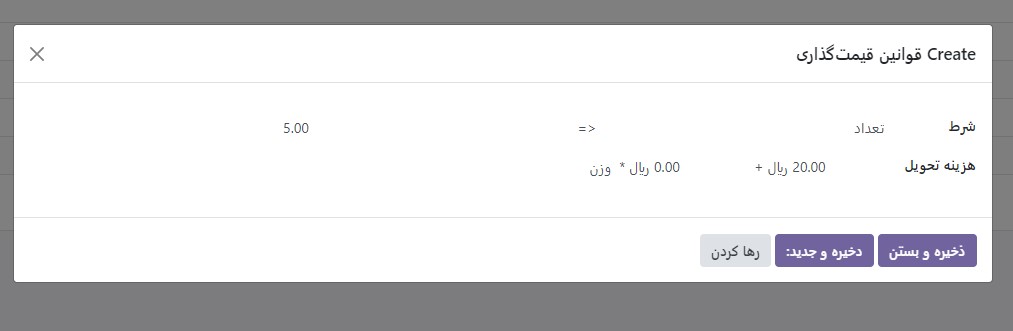 Create قوانین قیمت‌گذاری
شرط تعداد <= 5.00
هزینه تحویل 20.00 ریال + 0.00 ریال * وزن
ذخیره و بستن دخیره و جدید: رها کردن